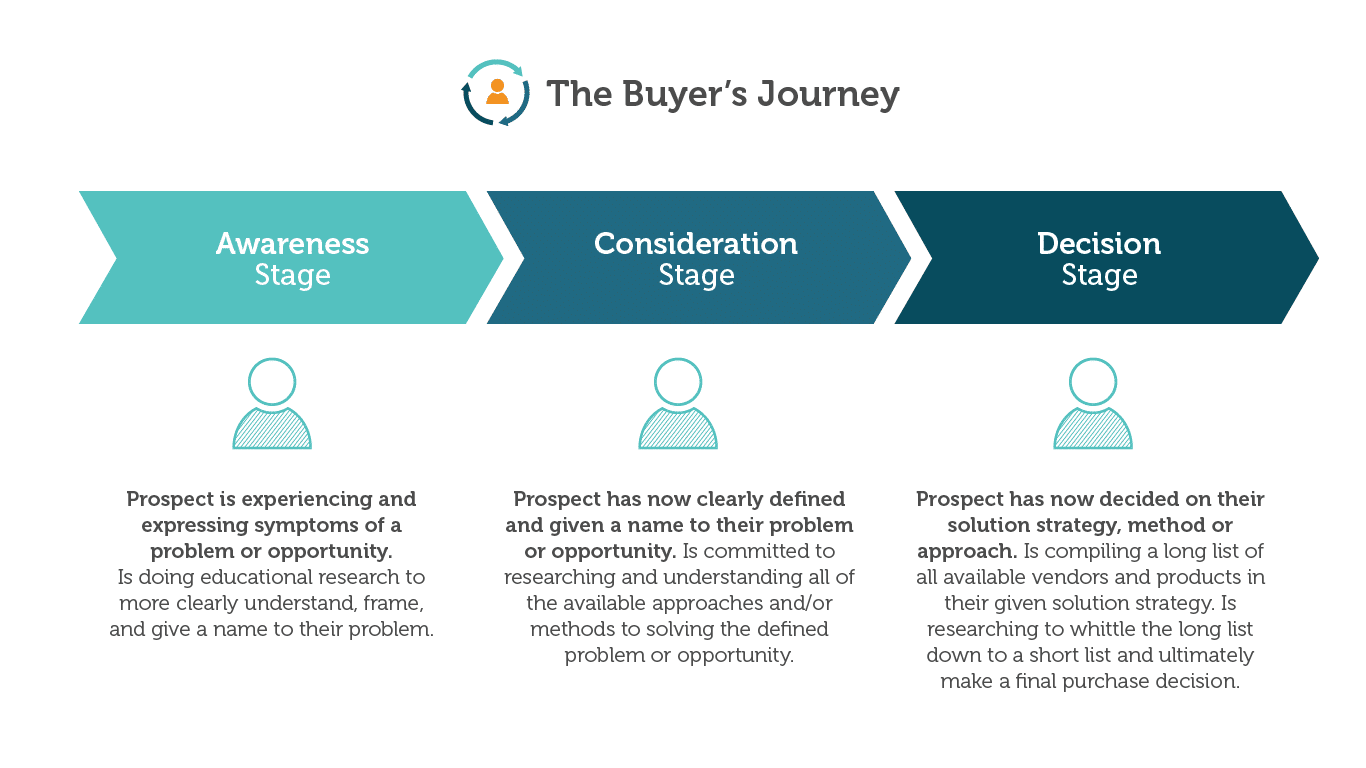 The Buyer’s Journey
Awareness
Stage
Consideration
Stage
Decision
Stage
Prospect is experiencing and
expressing symptoms of a
problem or opportunity.
Is doing educational research to
more clearly understand, frame,
and give a name to their problem.
Prospect has now clearly defined
and given a name to their problem
or opportunity. Is committed to
researching and understanding all of
the available approaches and/or
methods to solving the defined
problem or opportunity.
Prospect has now decided on their
solution strategy, method or
approach. Is compiling a long list of
all available vendors and products in
their given solution strategy. Is
researching to whittle the long list
down to a short list and ultimately
make a final purchase decision.